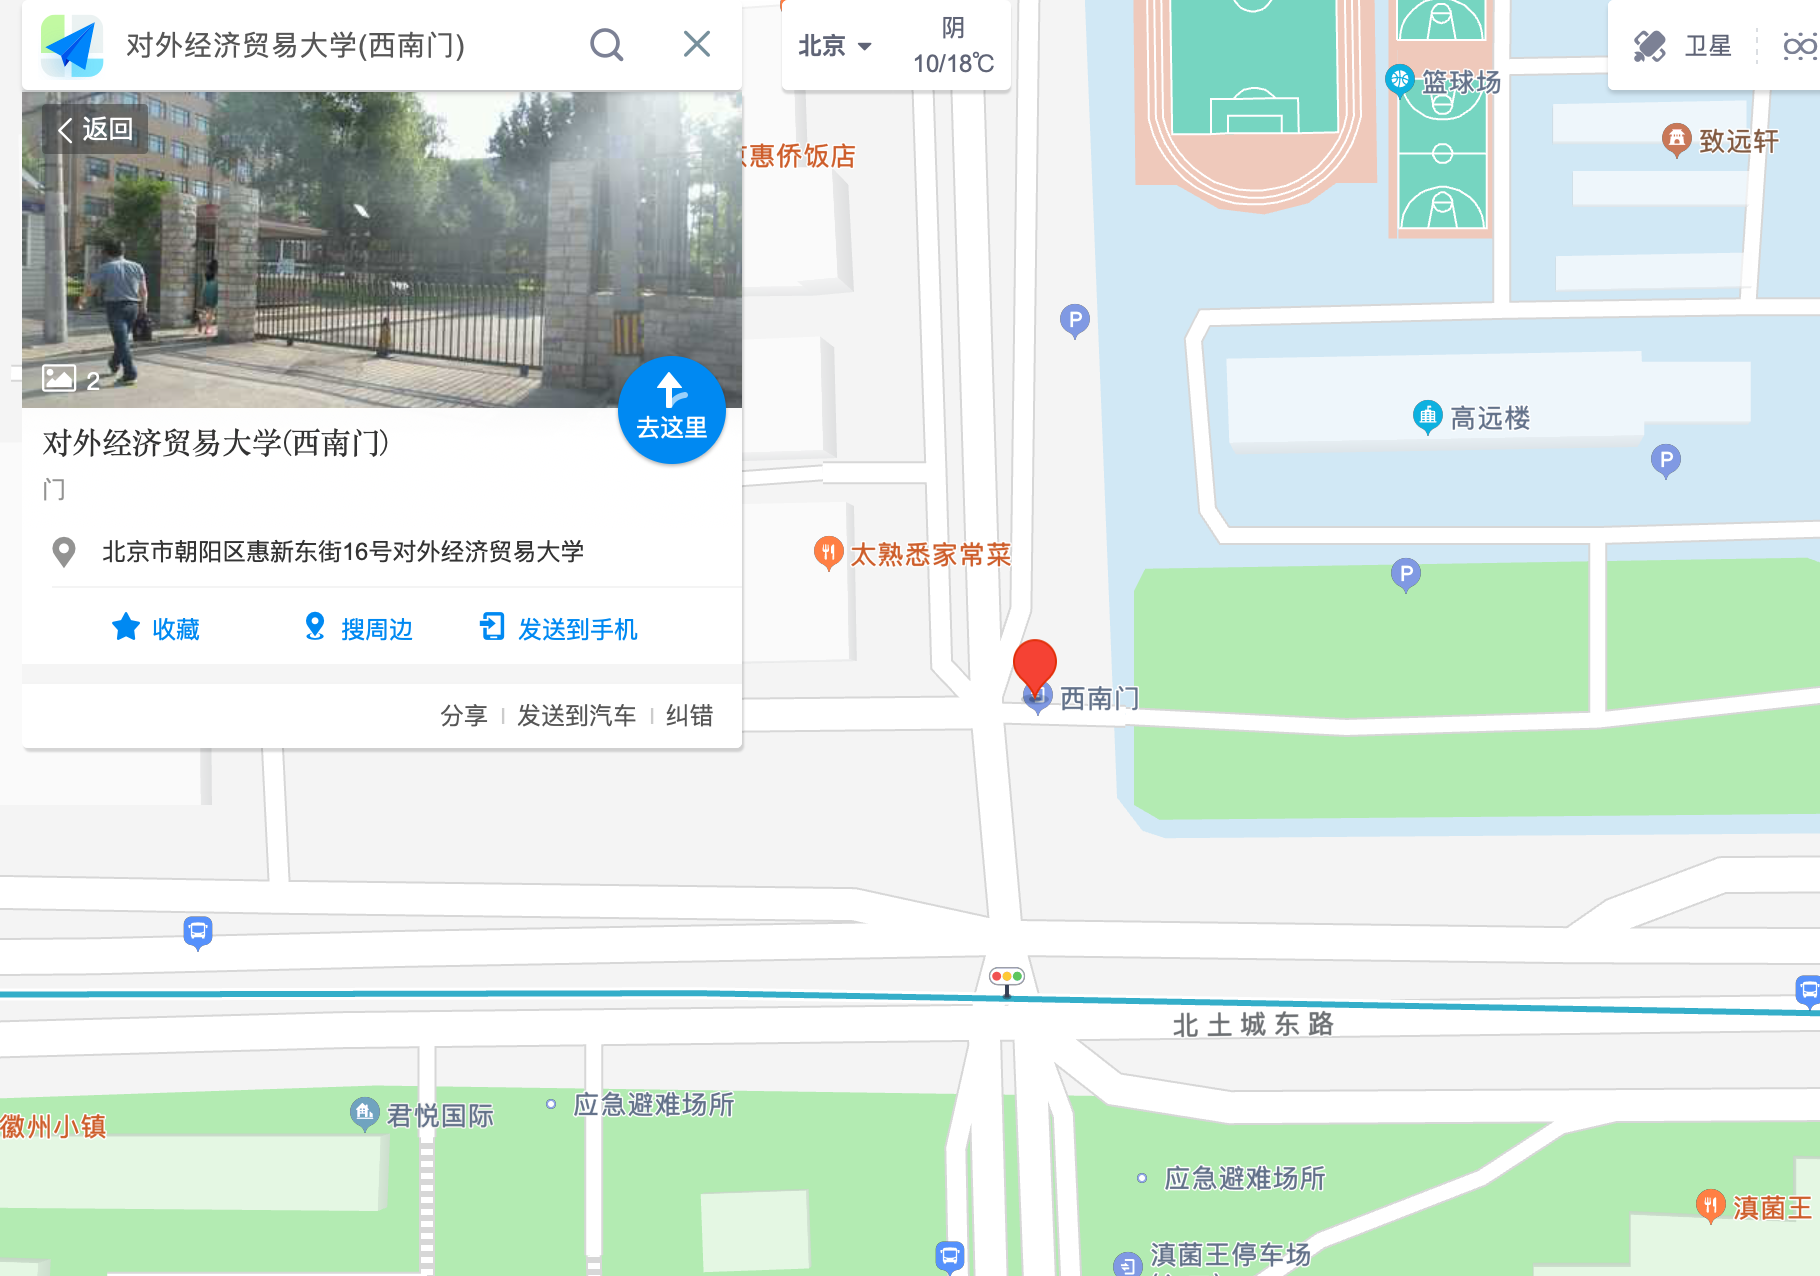 对外经济贸易大学(西南门)
北京
阴
10/18℃
卫星
返回
2
去这里
对外经济贸易大学(西南门)
门
北京市朝阳区惠新东街16号对外经济贸易大学
收藏
搜周边
发送到手机
分享
发送到汽车
纠错
惠侨饭店
篮球场
致远轩
P
高远楼
P
太熟悉家常菜
P
西南门
北土城东路
徽州小镇
君悦国际
应急避难场所
应急避难场所
滇菌王
滇菌王停车场